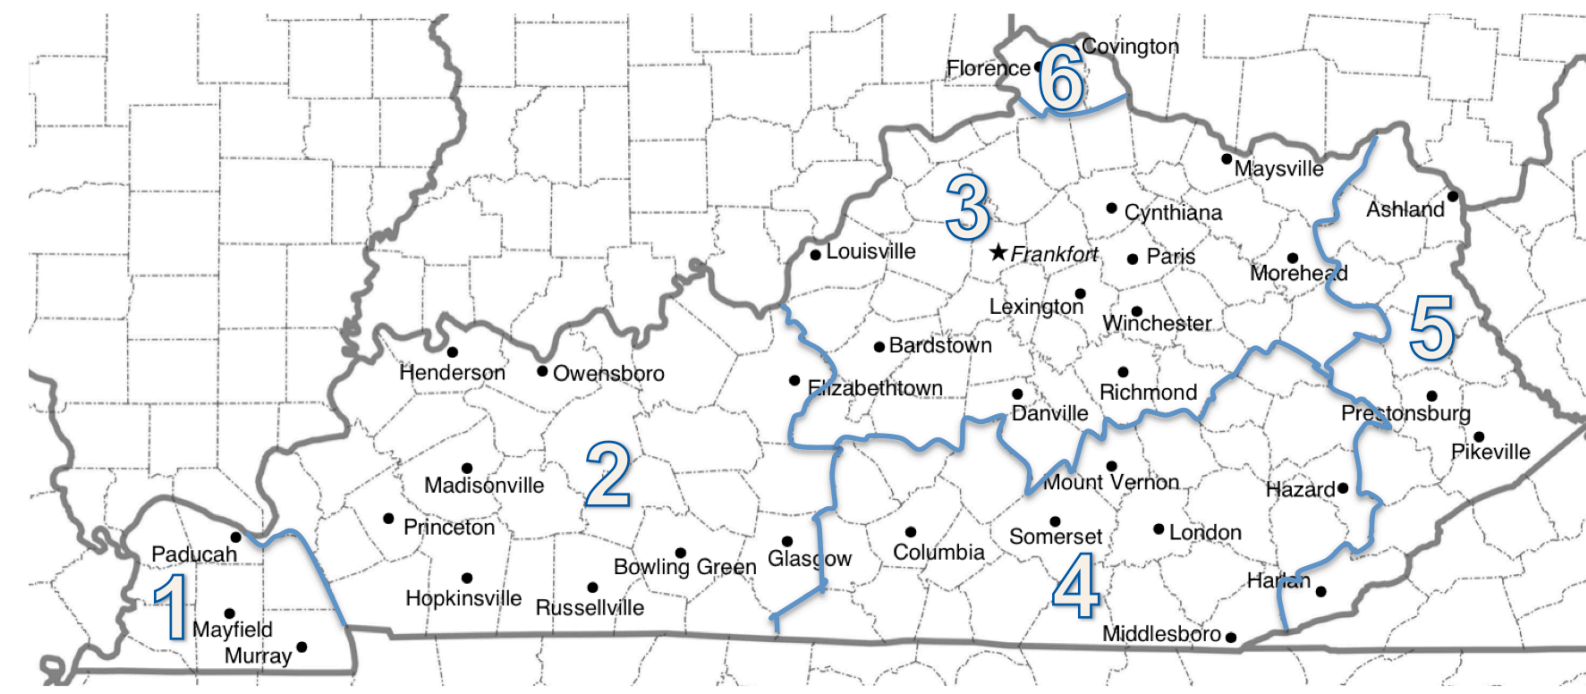 Covington
Florence
6
Maysville
3
Ashland
Cynthiana
Louisville
Frankfort
Paris
Morehead
Lexington
Winchester
5
Bardstown
Henderson
Owensboro
Elizabethtown
Richmond
Danville
Prestonsburg
Pikeville
2
Madisonville
Mount Vernon
Hazard
Princeton
Somerset
London
Paducah
Columbia
Glasgow
Bowling Green
Hopkinsville
Russellville
Harlan
4
1
Mayfield
Murray
Middlesboro